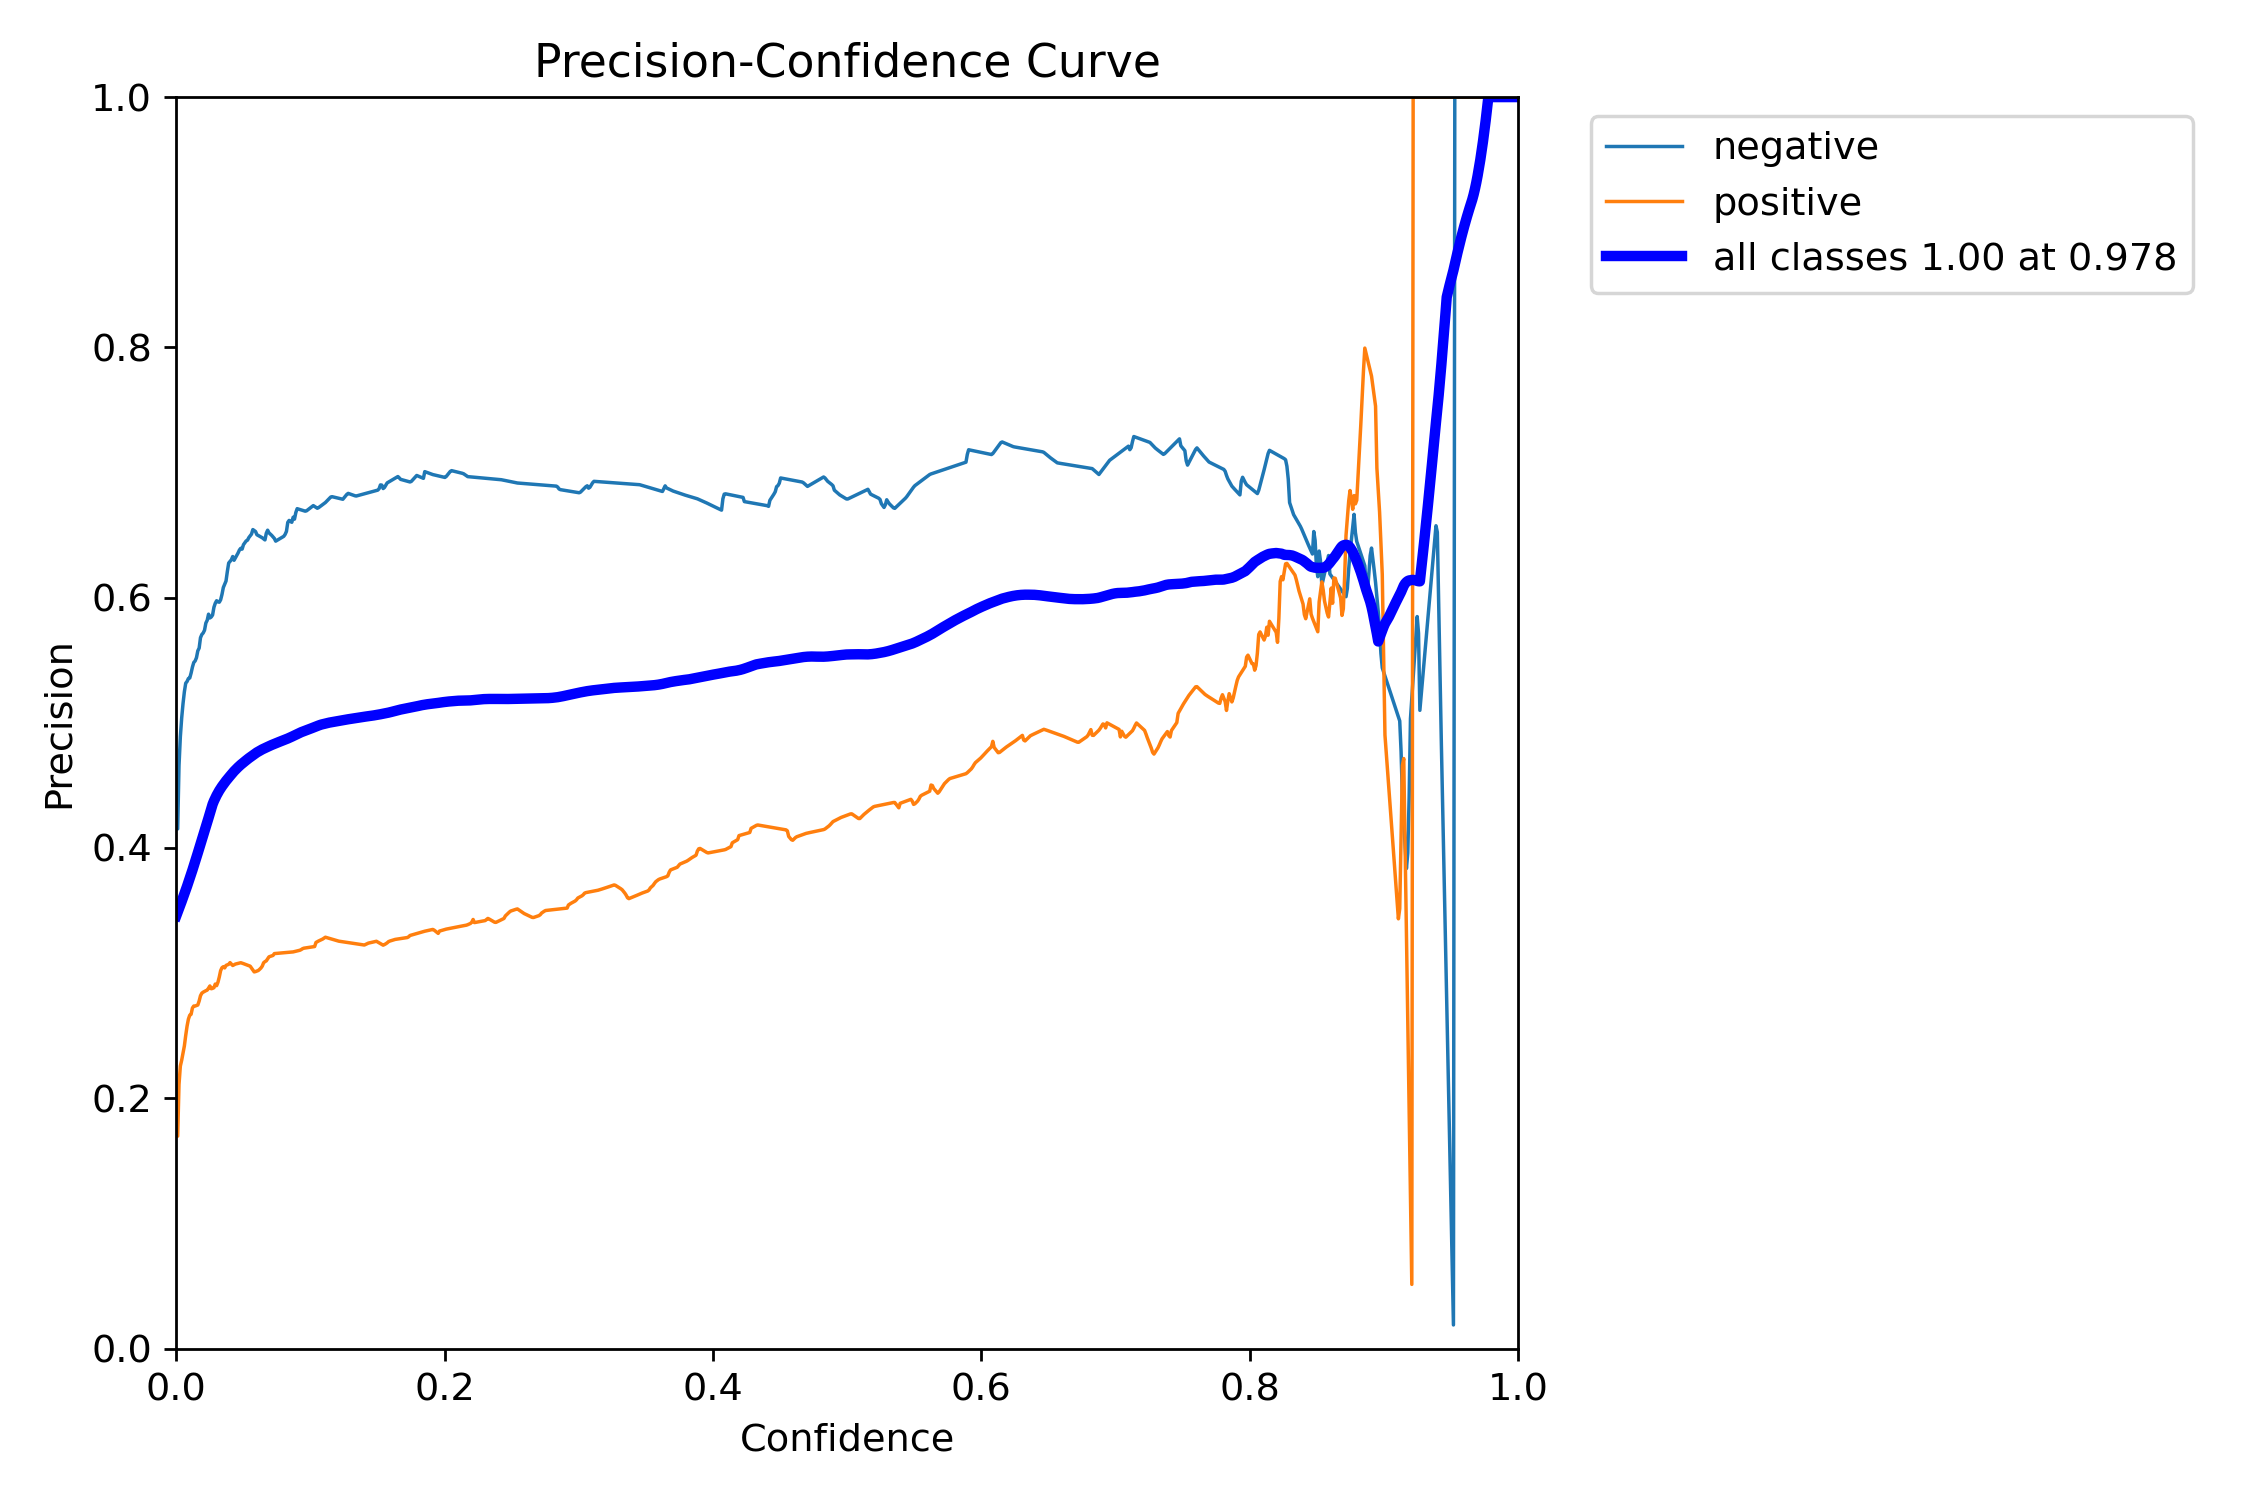 Precision-Confidence Curve
1.0
0.8
0.6
0.4
0.2
0.0
Precision
0.0 0.2 0.4 0.6 0.8 1.0
Confidence
negative
positive
all classes 1.00 at 0.978